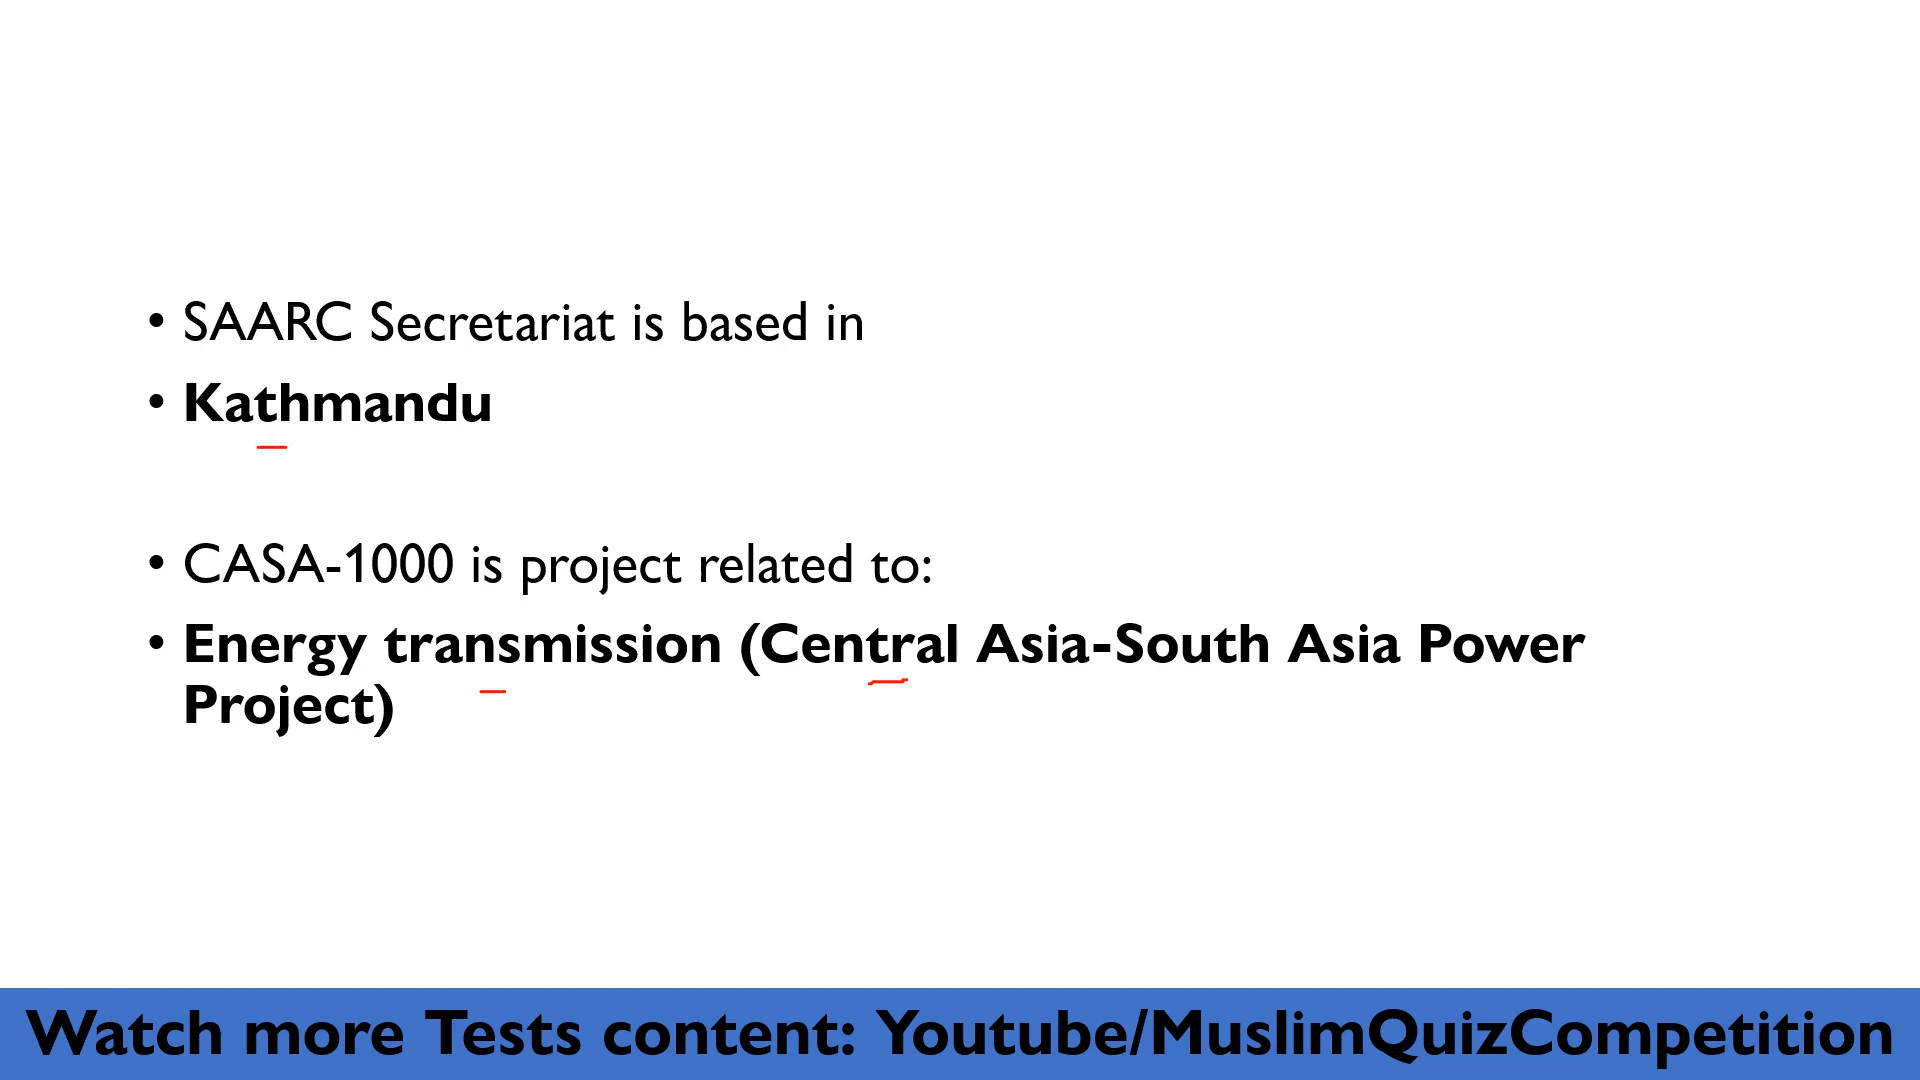 • SAARC Secretariat is based in
• Kathmandu
• CASA-1000 is project related to:
• Energy transmission (Central Asia-South Asia Power
Project)
Watch more Tests content: Youtube/MuslimQuizCompetition